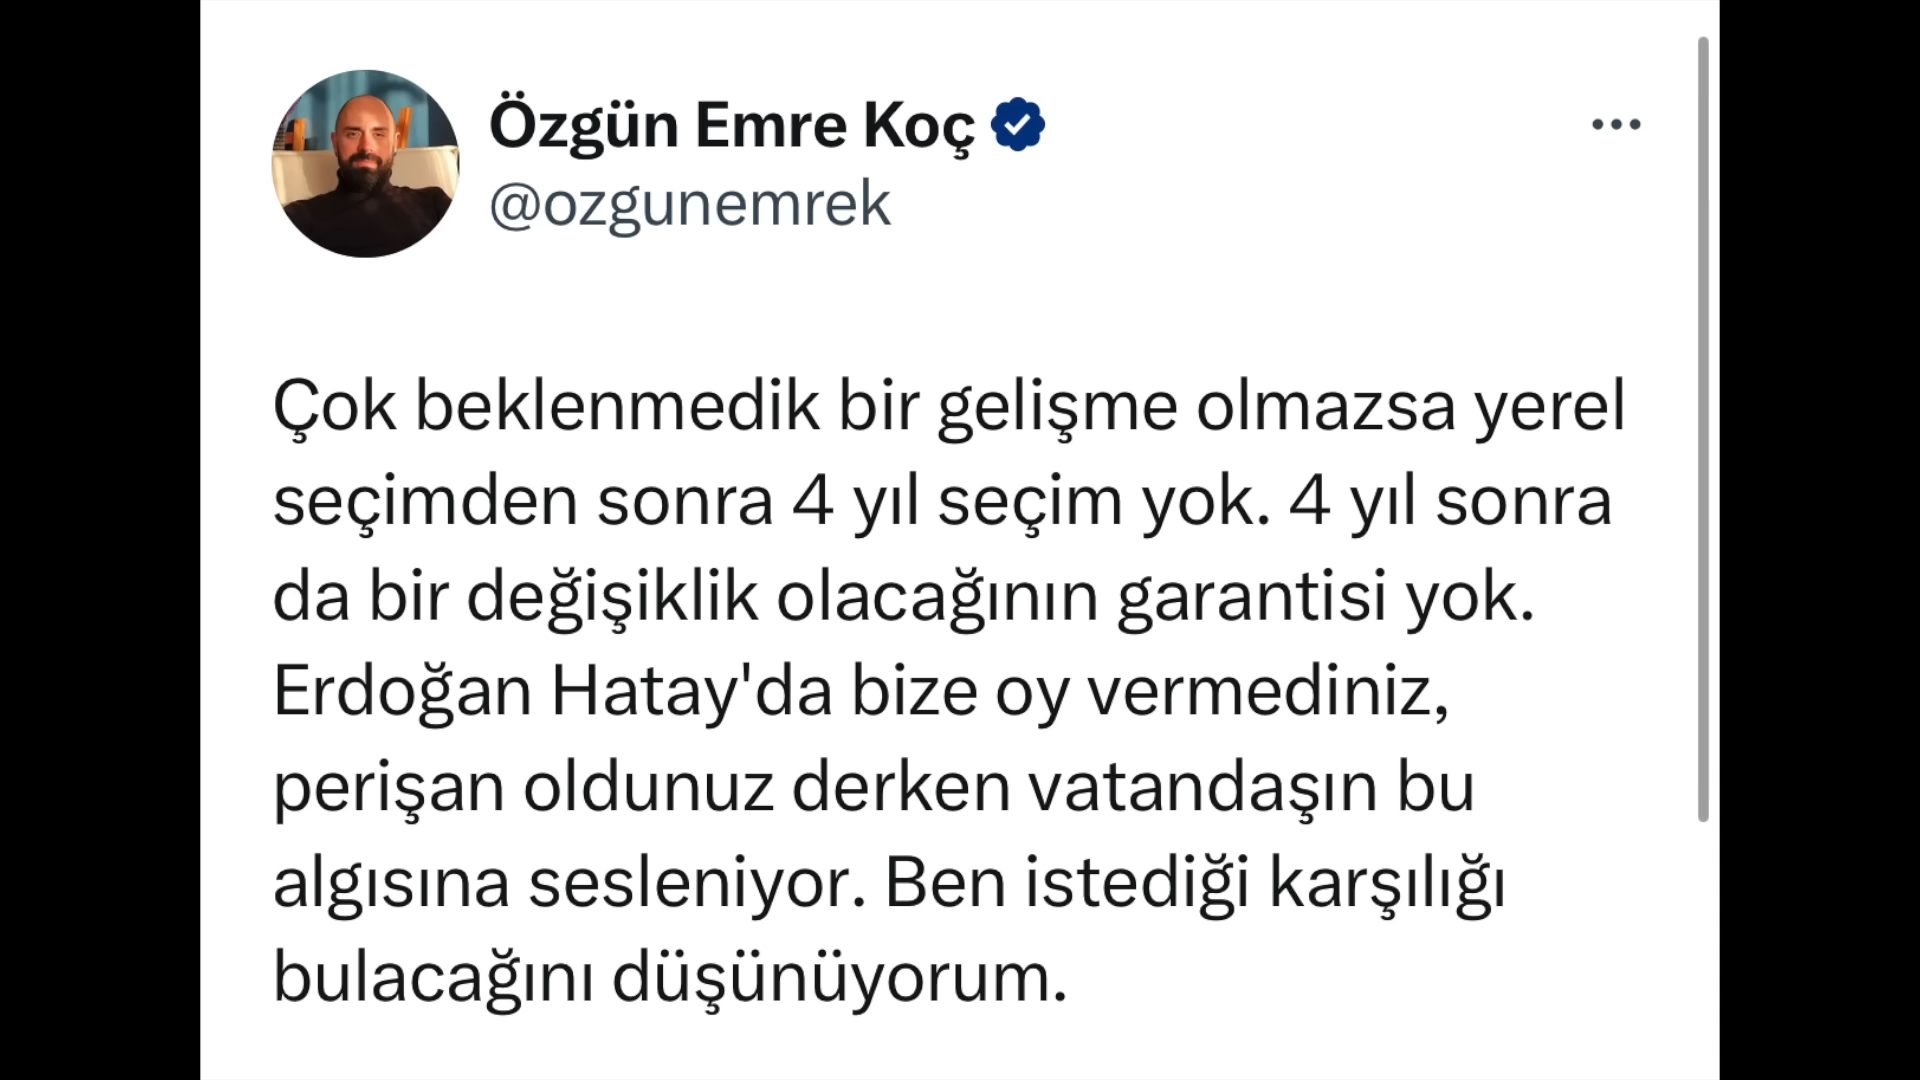 Özgün Emre Koç
@ozgunemrek
Çok beklenmedik bir gelişme olmazsa yerel
seçimden sonra 4 yıl seçim yok. 4 yıl sonra
da bir değişiklik olacağının garantisi yok.
Erdoğan Hatay'da bize oy vermediniz,
perişan oldunuz derken vatandaşın bu
algısına sesleniyor. Ben istediği karşılığı
bulacağını düşünüyorum.